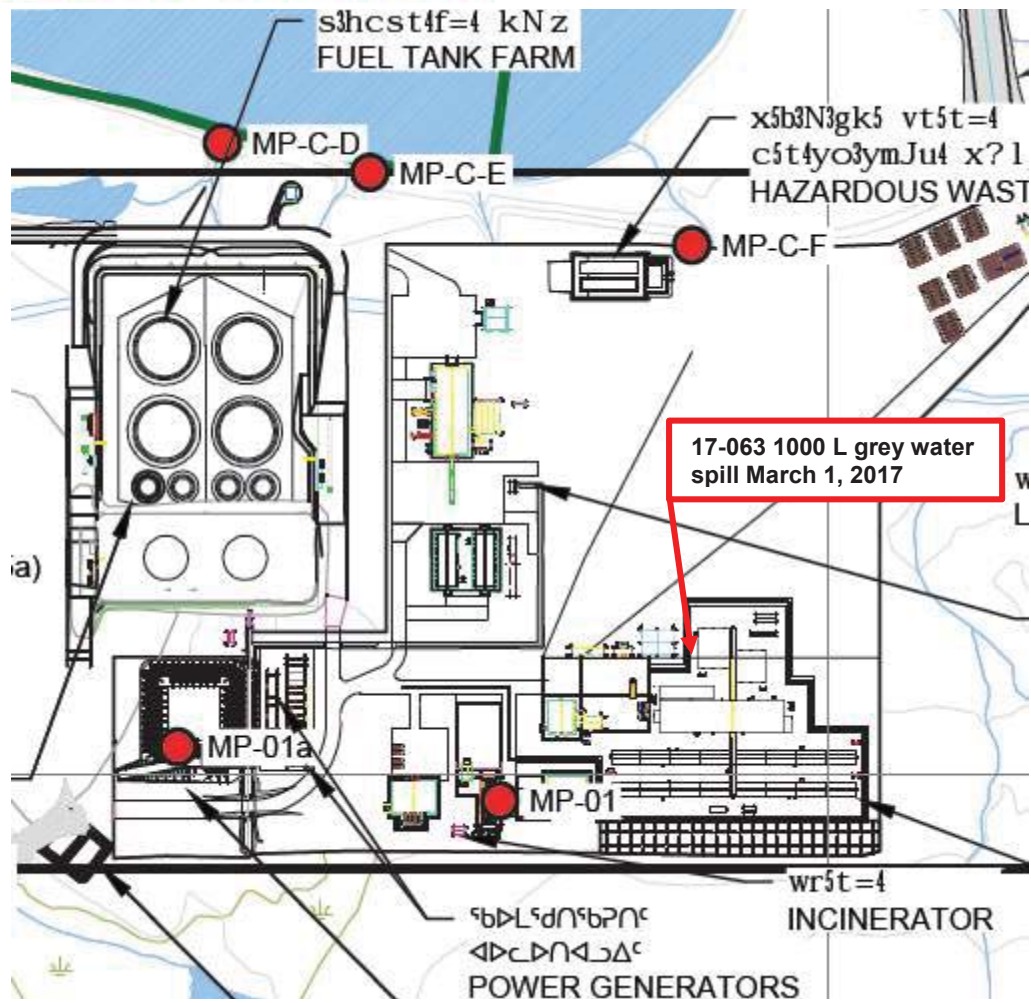 s3hcst4f=4 kNz
FUEL TANK FARM
MP-C-D
MP-C-E
x5b3N3gk5 vt5t=4
c5t4yo3ymJu4 x?l
HAZARDOUS WAST
MP-C-F
17-063 1000 L grey water
spill March 1, 2017
w
L
a)
MP-01a
MP-01
wr5t=4
INCINERATOR
ᖃᐅᒪᖁᑎᖃᕈᑎᑦ
ᐊᐅᓚᐅᑎᐊᓗᐃᑦ
POWER GENERATORS